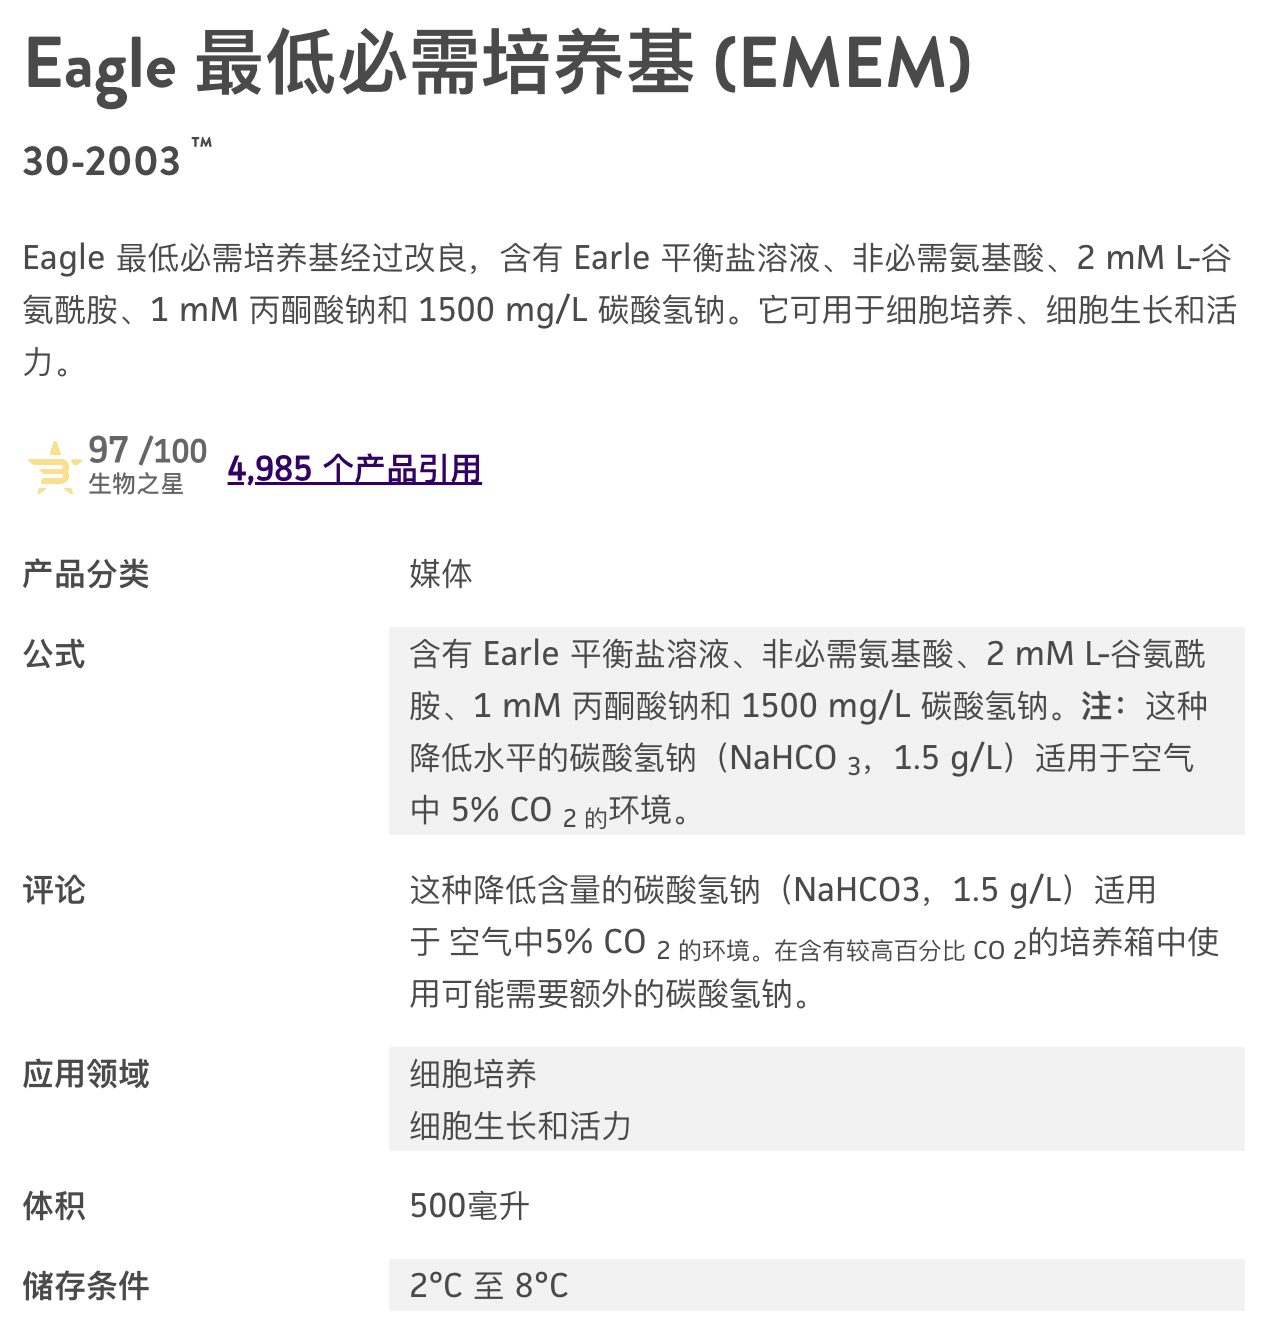 Eagle 最低必需培养基 (EMEM)
30-2003 ™
Eagle 最低必需培养基经过改良，含有 Earle 平衡盐溶液、非必需氨基酸、2 mM L-谷
氨酰胺、1 mM 丙酮酸钠和 1500 mg/L 碳酸氢钠。它可用于细胞培养、细胞生长和活
力。
97 /100
生物之星
4,985 个产品引用
产品分类
媒体
公式
含有 Earle 平衡盐溶液、非必需氨基酸、2 mM L-谷氨酰
胺、1 mM 丙酮酸钠和 1500 mg/L 碳酸氢钠。注：这种
降低水平的碳酸氢钠（NaHCO 3，1.5 g/L）适用于空气
中 5% CO 2 的环境。
评论
这种降低含量的碳酸氢钠（NaHCO3，1.5 g/L）适用
于 空气中5% CO 2 的环境。在含有较高百分比 CO 2的培养箱中使
用可能需要额外的碳酸氢钠。
应用领域
细胞培养
细胞生长和活力
体积
500毫升
储存条件
2°C 至 8°C